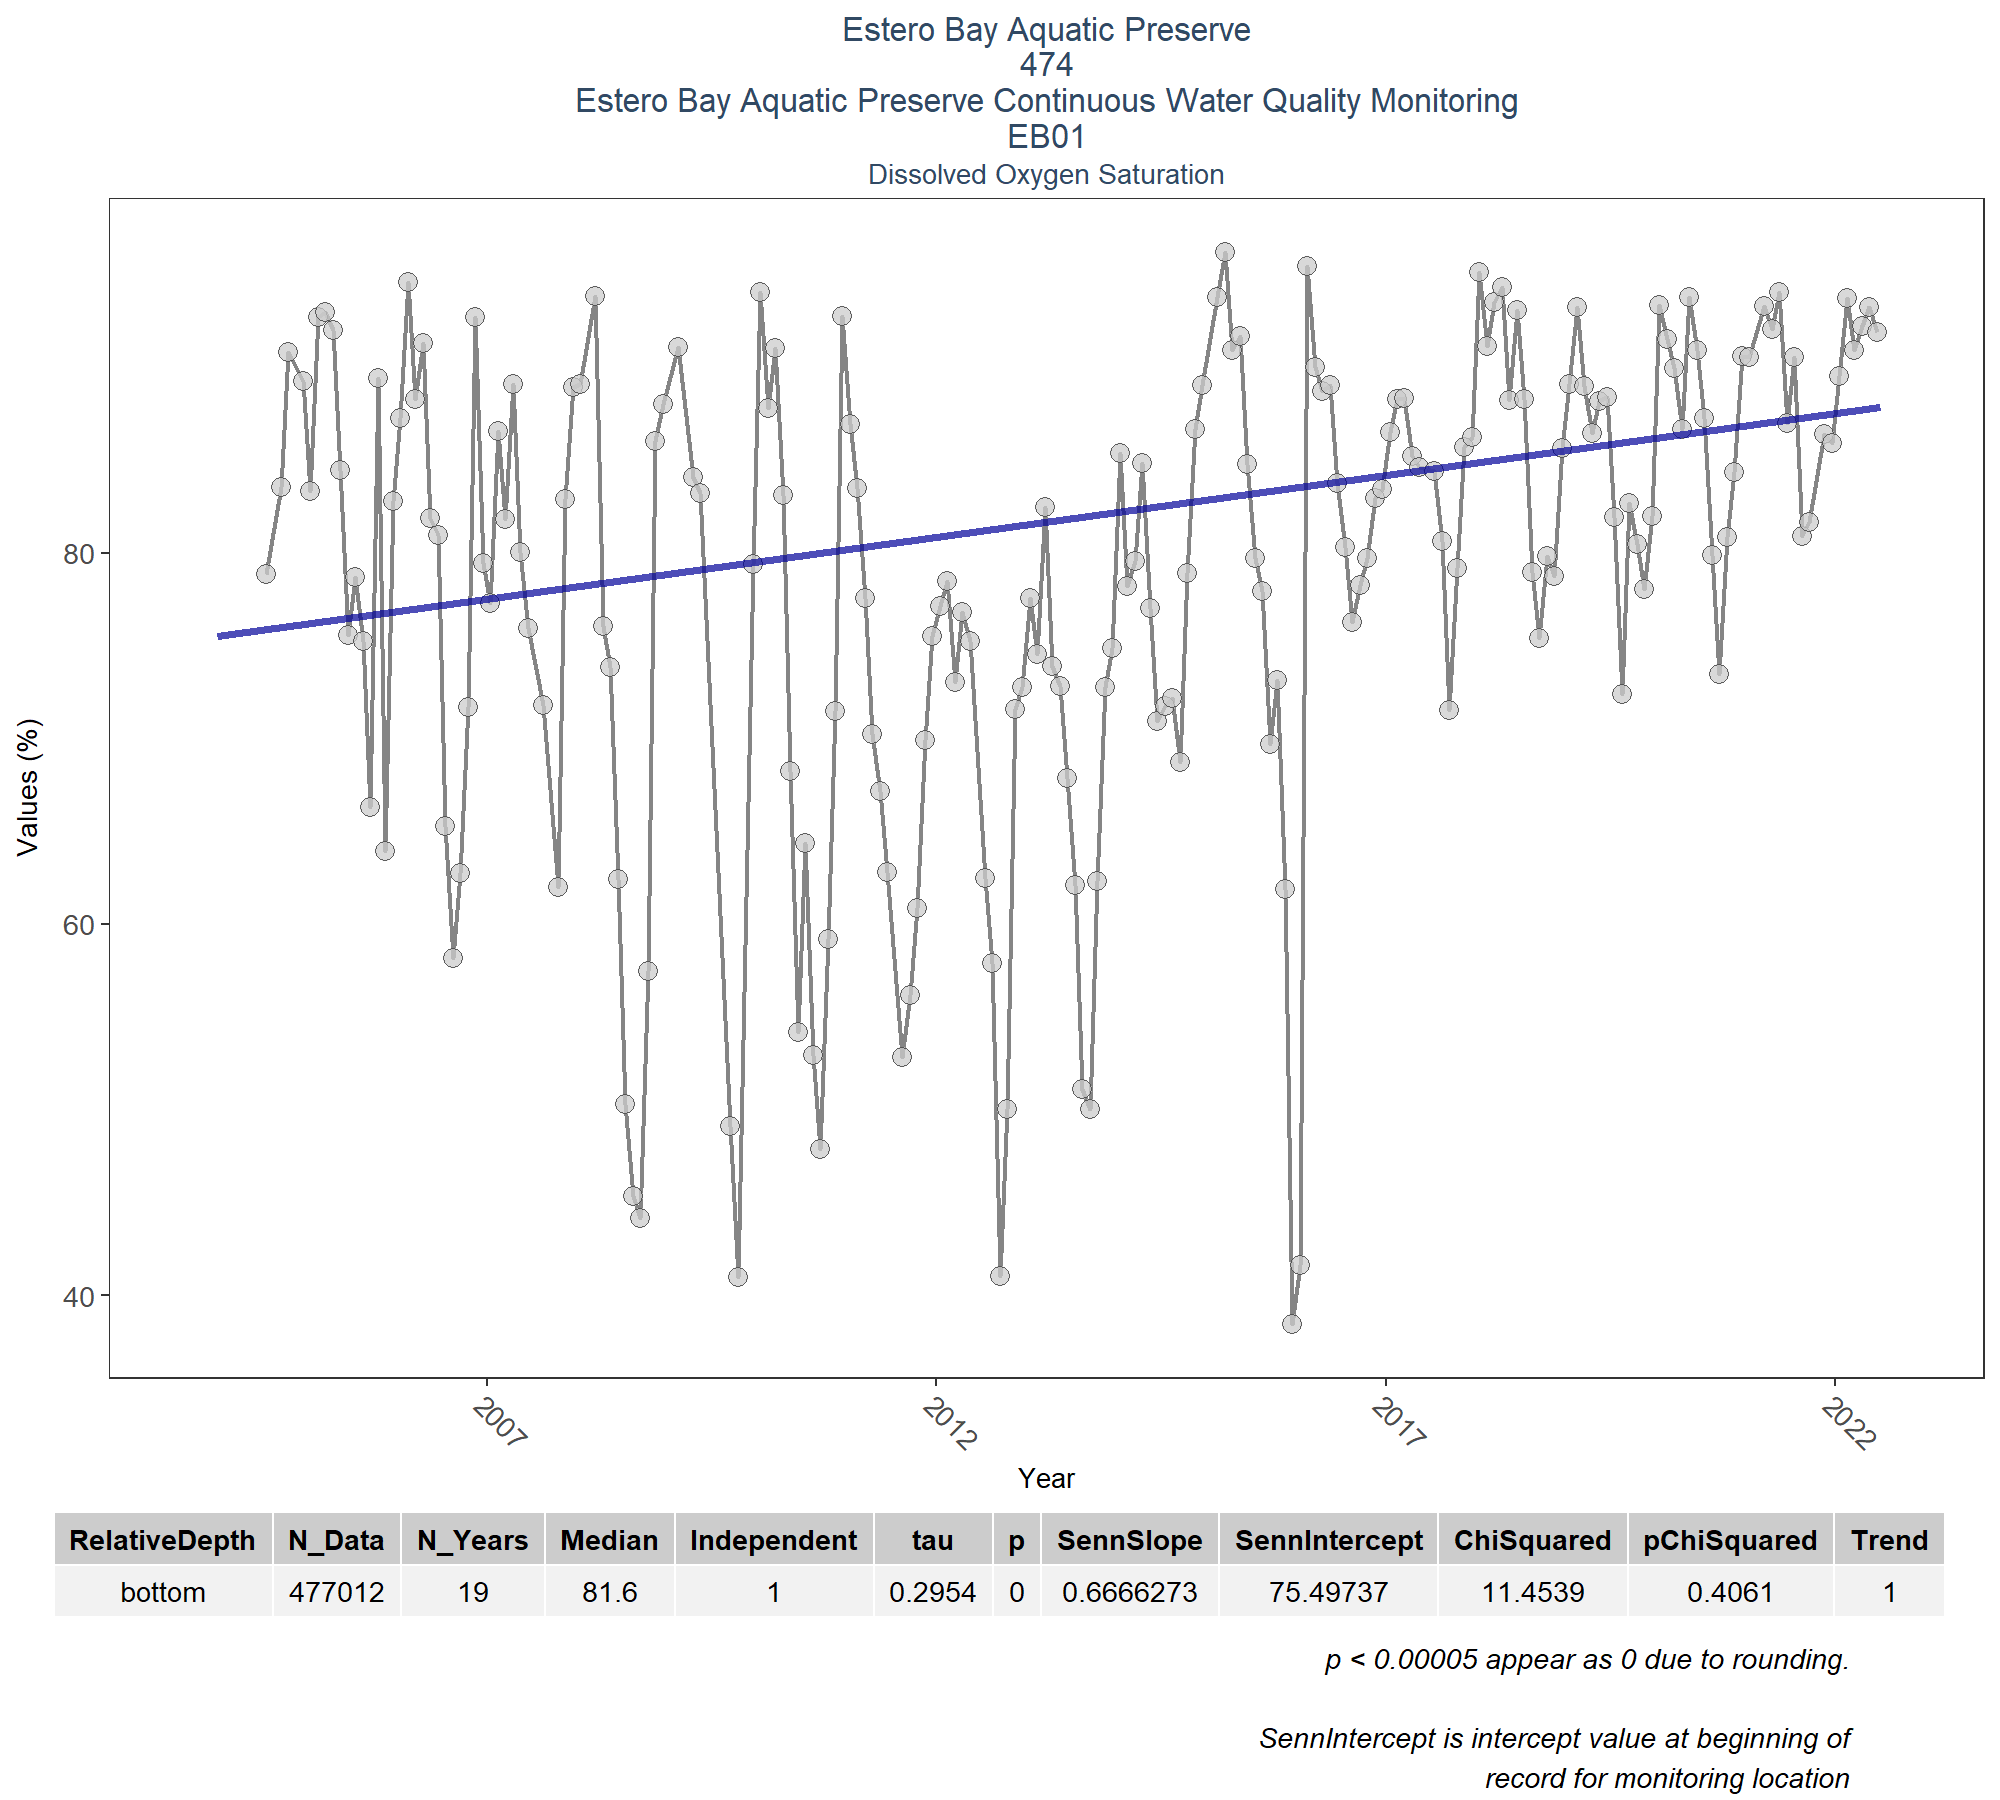 Estero Bay Aquatic Preserve
474
Estero Bay Aquatic Preserve Continuous Water Quality Monitoring
EB01
Dissolved Oxygen Saturation
Values (%)
80
60
40
2007 2012 2017 2022
Year
RelativeDepth N_Data N_Years Median Independent tau p SennSlope SennIntercept ChiSquared pChiSquared Trend
bottom 477012 19 81.6 1 0.2954 0 0.6666273 75.49737 11.4539 0.4061 1
p < 0.00005 appear as 0 due to rounding.
SennIntercept is intercept value at beginning of
record for monitoring location